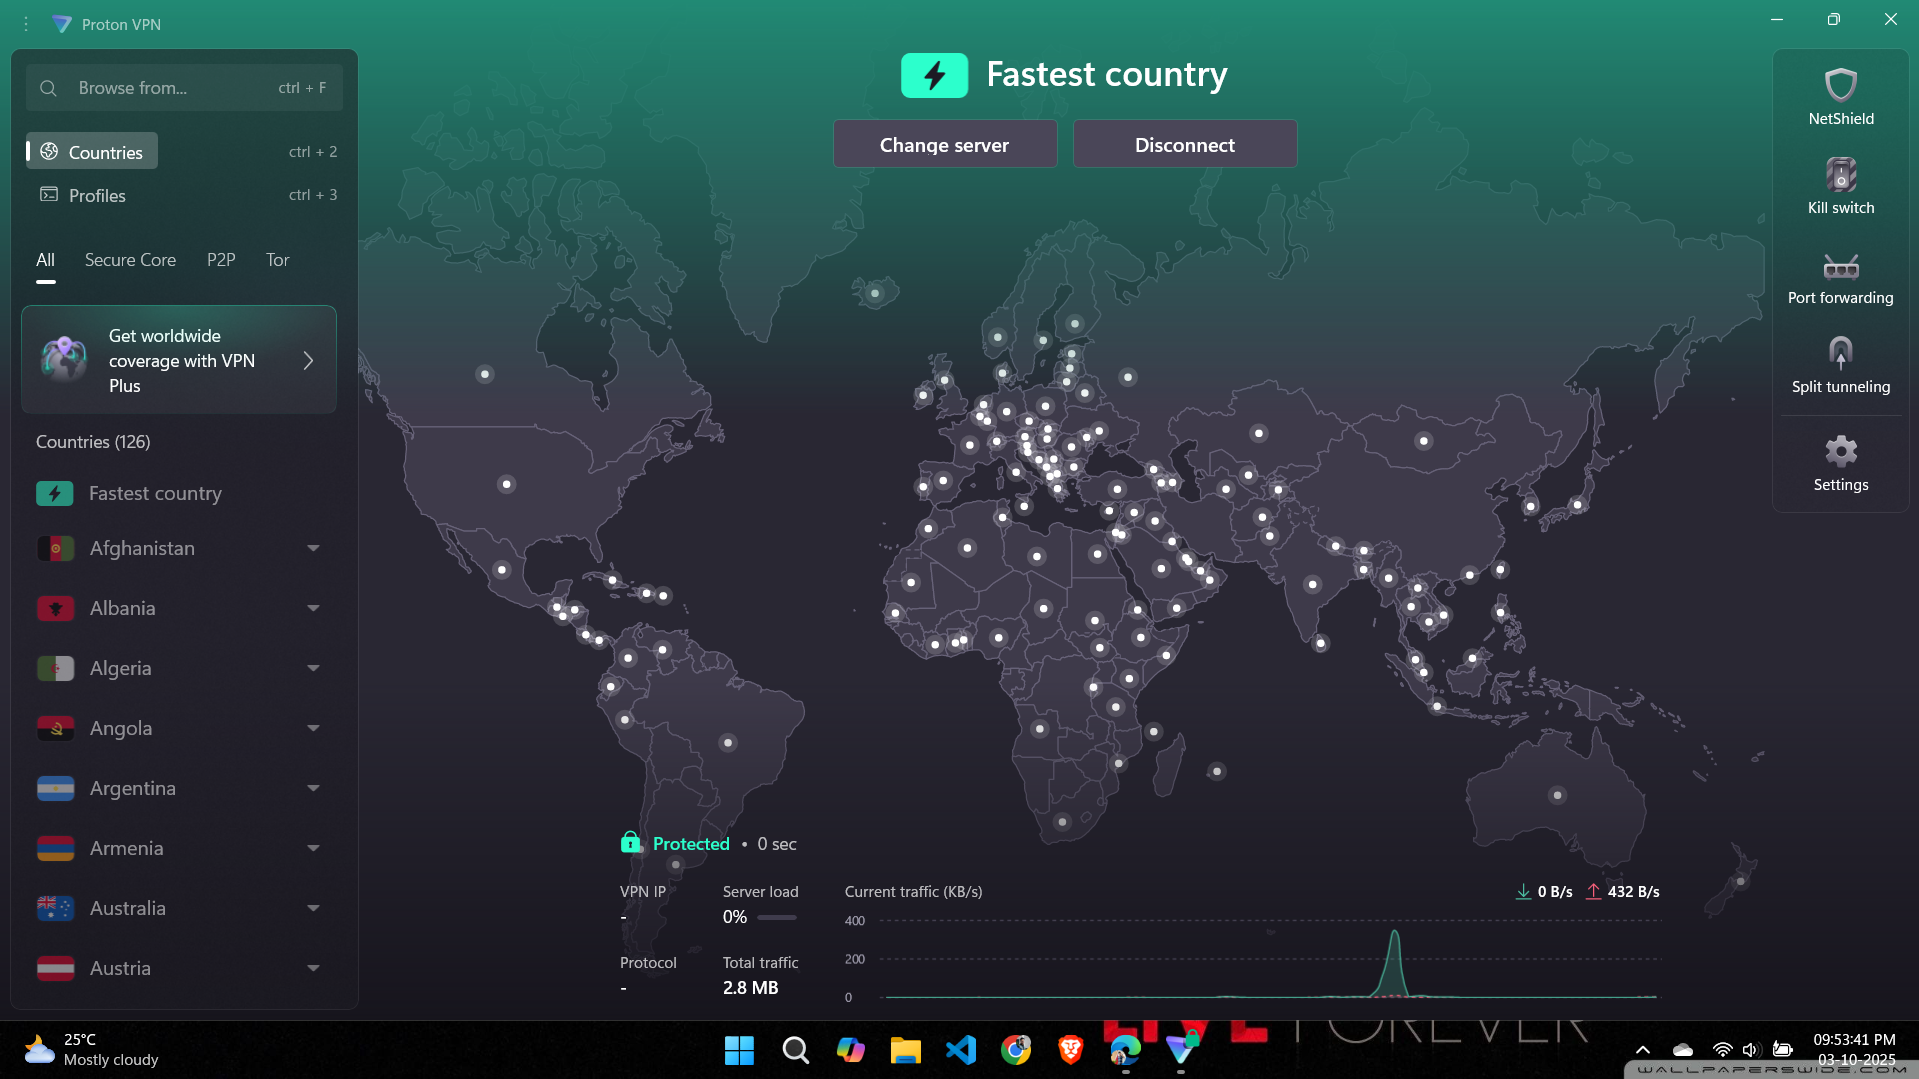 Proton VPN
Browse from...
ctrl + F
Countries
ctrl + 2
Profiles
ctrl + 3
All
Secure Core
P2P
Tor
Get worldwide
coverage with VPN
Plus
Countries (126)
Fastest country
Afghanistan
Albania
Algeria
Angola
Argentina
Armenia
Australia
Austria
Fastest country
Change server
Disconnect
NetShield
Kill switch
Port forwarding
Split tunneling
Settings
Protected • 0 sec
VPN IP
-
Server load
0%
Protocol
-
Total traffic
2.8 MB
Current traffic (KB/s)
0 B/s
432 B/s
400
200
0
25°C
Mostly cloudy
LIVE FOREVER
09:53:41 PM
03-10-2025
WALLPAPERSWIDE.COM